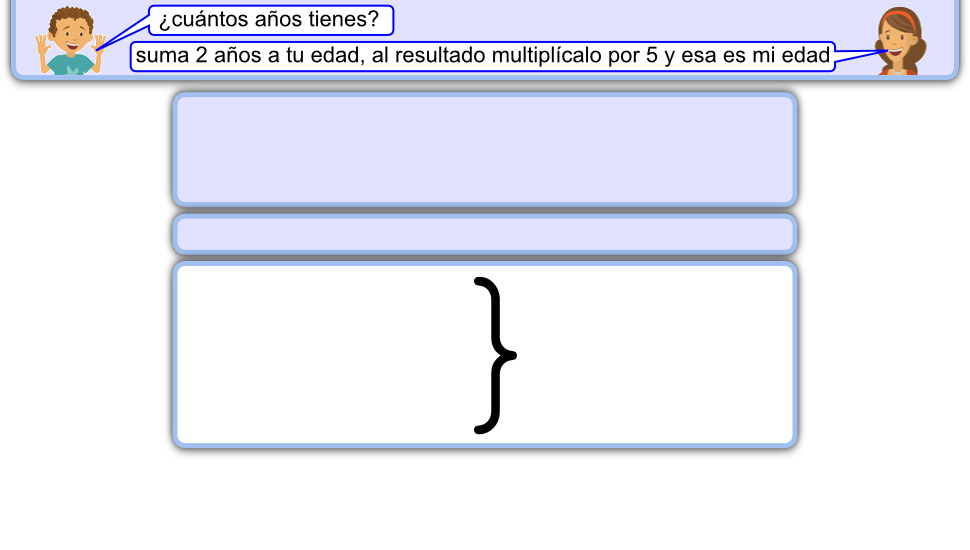 ¿cuántos años tienes?
suma 2 años a tu edad, al resultado multiplícalo por 5 y esa es mi edad
}